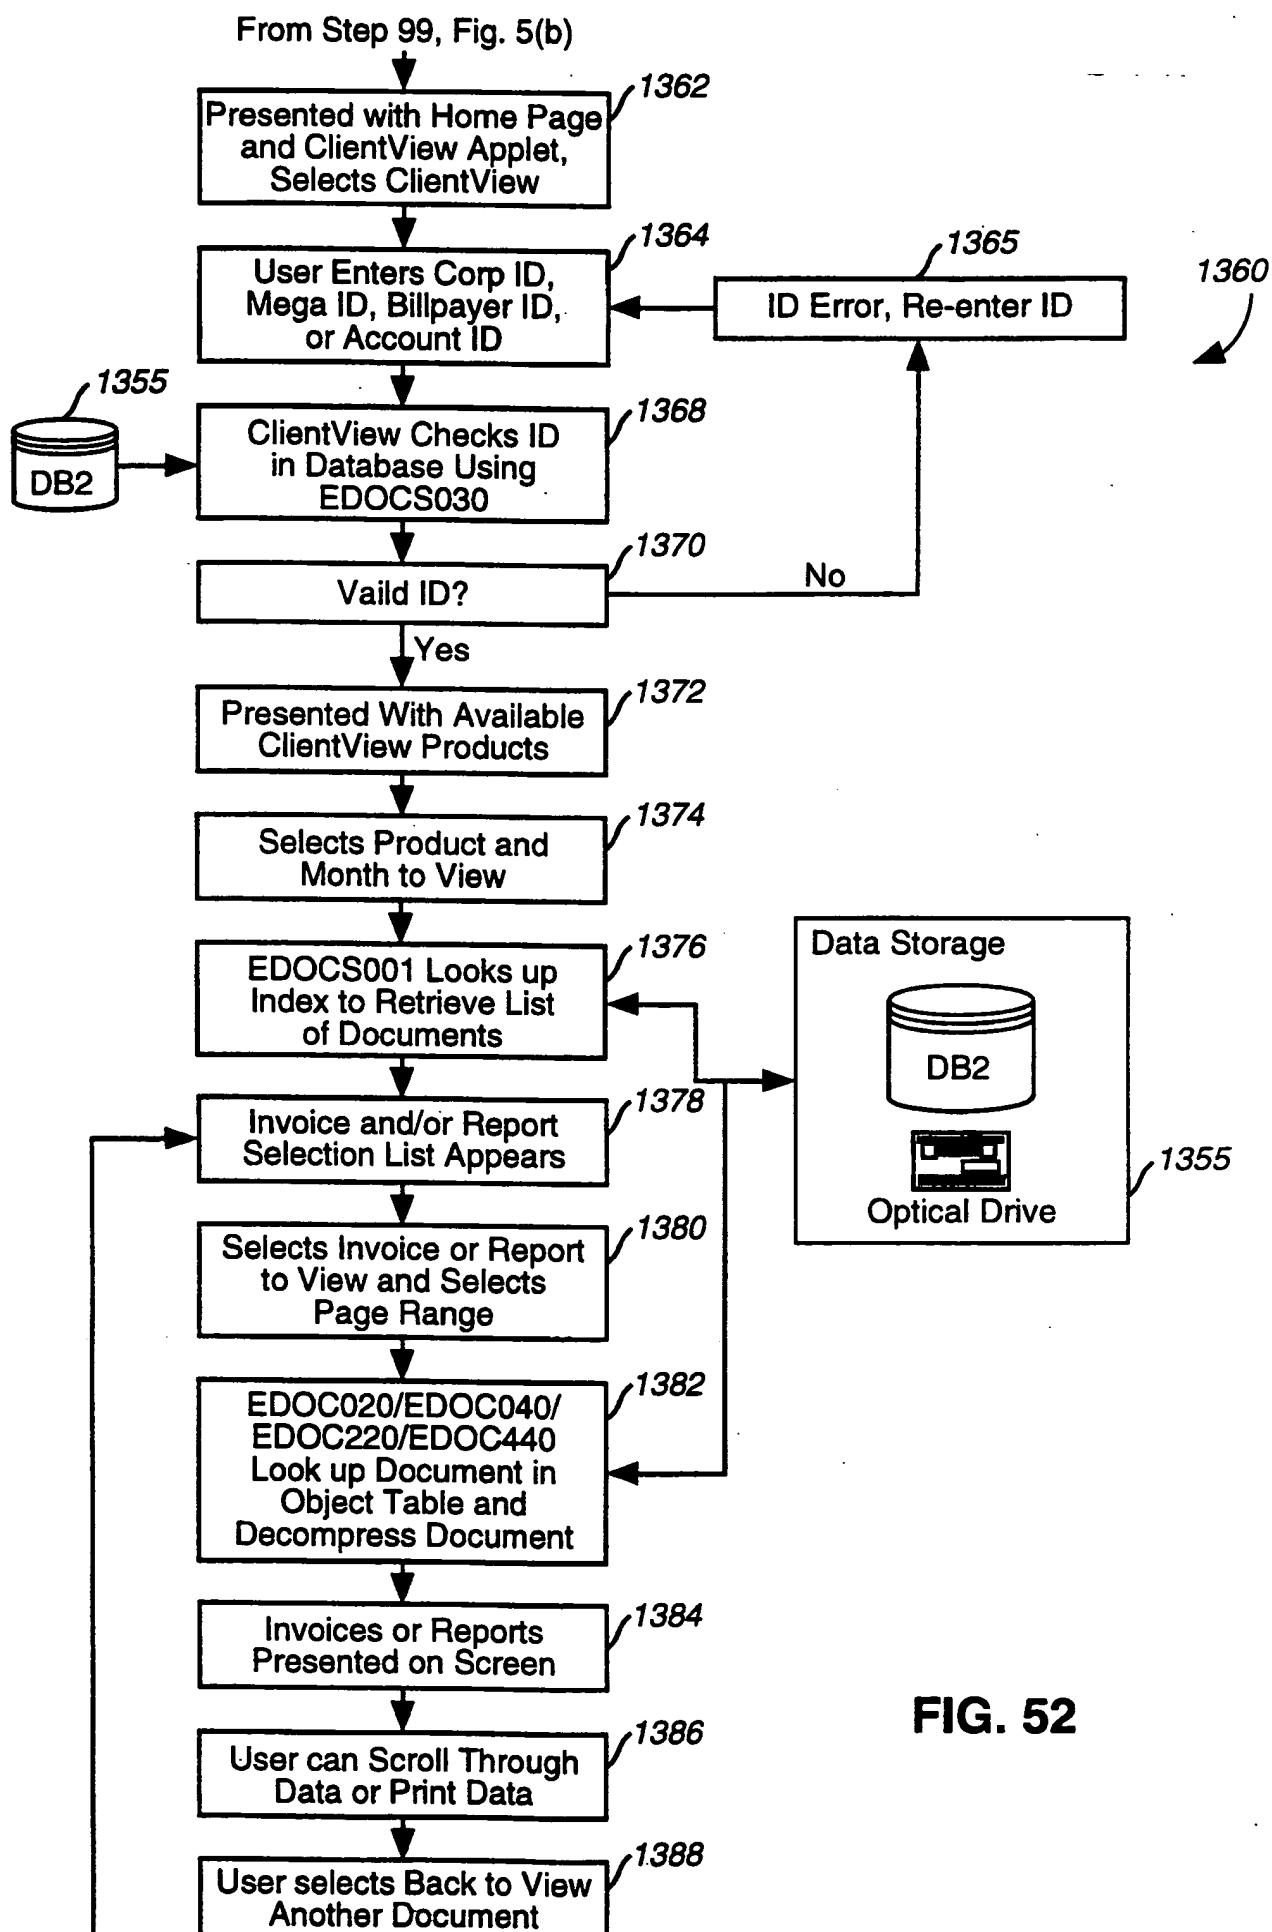 From Step 99, Fig. 5(b)
1362
Presented with Home Page
and ClientView Applet,
Selects ClientView
1364
User Enters Corp ID,
Mega ID, Billpayer ID,
or Account ID
1365
ID Error, Re-enter ID
1360
1355
DB2
1368
ClientView Checks ID
in Database Using
EDOCS030
1370
Vaild ID?
No
Yes
1372
Presented With Available
ClientView Products
1374
Selects Product and
Month to View
1376
EDOCS001 Looks up
Index to Retrieve List
of Documents
Data Storage
DB2
Optical Drive
1355
1378
Invoice and/or Report
Selection List Appears
1380
Selects Invoice or Report
to View and Selects
Page Range
1382
EDOC020/EDOC040/
EDOC220/EDOC440
Look up Document in
Object Table and
Decompress Document
1384
Invoices or Reports
Presented on Screen
FIG. 52
1386
User can Scroll Through
Data or Print Data
1388
User selects Back to View
Another Document